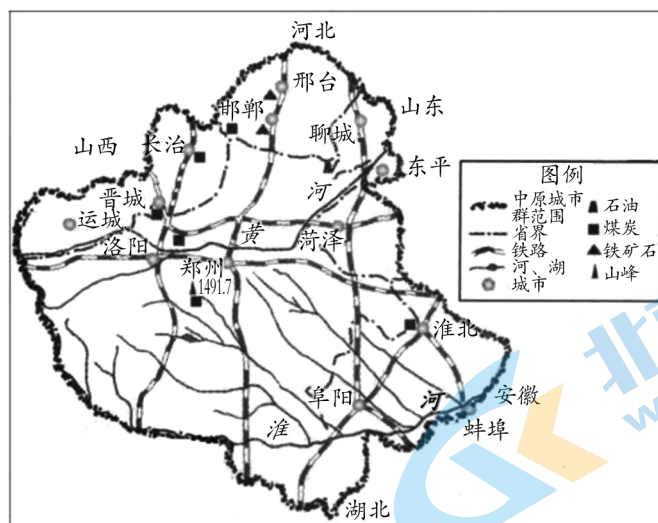 河北
邢台
邯郸
山东
聊城
山西
长治
东平
河
晋城
运城
黄
菏泽
洛阳
郑州
1491.7
淮北
阜阳
河
安徽
淮
蚌埠
湖北
图例
中原城市
群范围
石油
省界
煤炭
铁路
铁矿石
河、湖
山峰
城市